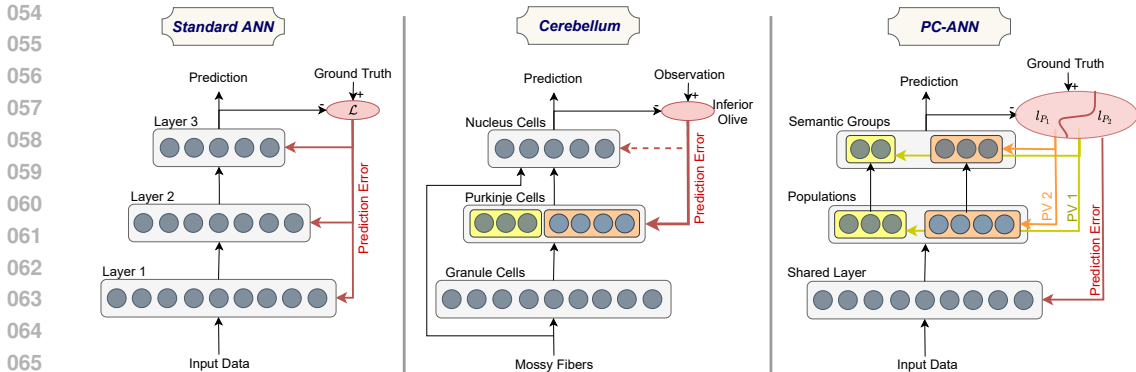 054
055
056
057
058
059
060
061
062
063
064
065
Standard ANN
Prediction
Ground Truth
-
+
ℒ
Layer 3
Layer 2
Layer 1
Prediction Error
Input Data
Cerebellum
Prediction
Observation
-
+
Inferior
Olive
Nucleus Cells
Purkinje Cells
Granule Cells
Prediction Error
Mossy Fibers
PC-ANN
Prediction
Ground Truth
-
+
l_{P_1}
l_{P_2}
Semantic Groups
Populations
PV 2
PV 1
Shared Layer
Prediction Error
Input Data